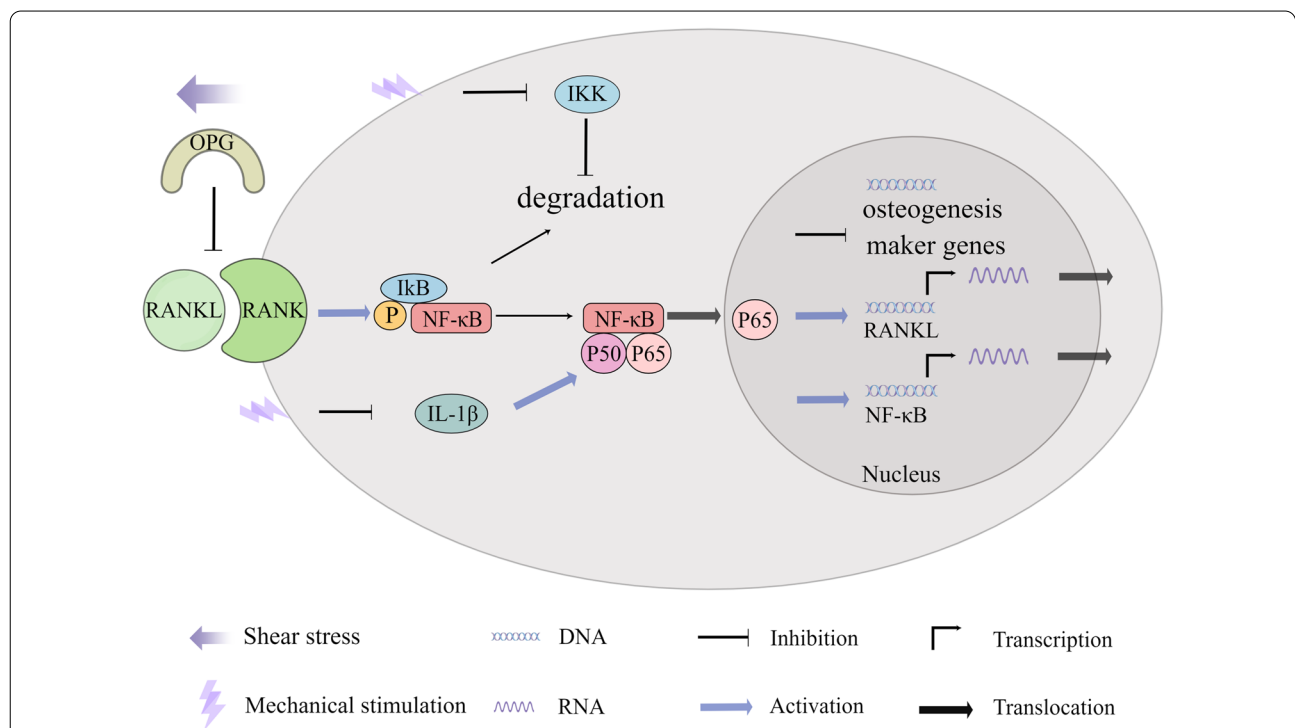 IKK
OPG
degradation
osteogenesis
maker genes
IkB
RANKL
RANK
P
NF-κB
NF-κB
P65
RANKL
P50
P65
IL-1β
NF-κB
Nucleus
Shear stress
DNA
Inhibition
Transcription
Mechanical stimulation
RNA
Activation
Translocation